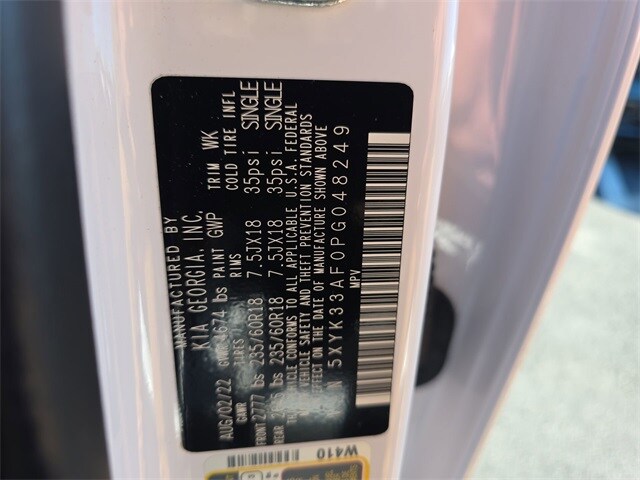 MANUFACTURED BY
KIA GEORGIA, INC.
AUG/02/22 4674 lbs PAINT GWP TRIM WK
GAWR TIRES RIMS COLD TIRE INFL
FRONT 2777 lbs 235/60R18 7.5JX18 35psi SINGLE
REAR lbs 235/60R18 7.5JX18 35psi SINGLE
THIS VEHICLE CONFORMS TO ALL APPLICABLE U.S.A. FEDERAL
MOTOR VEHICLE SAFETY AND THEFT PREVENTION STANDARDS
IN EFFECT ON THE DATE OF MANUFACTURE SHOWN ABOVE
5XYK33AF0PG048249
MPV
W410